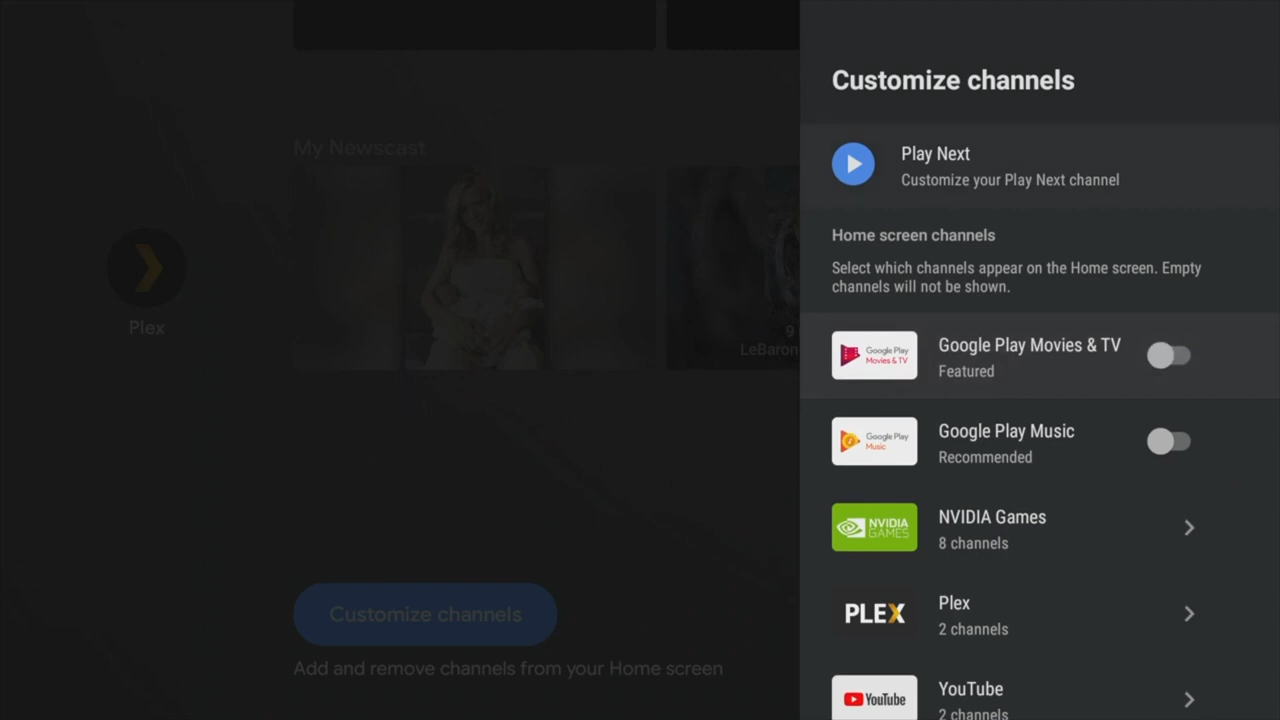 My Newscast
Plex
9
LeBaron
Customize channels
Add and remove channels from your Home screen
Customize channels
Play Next
Customize your Play Next channel
Home screen channels
Select which channels appear on the Home screen. Empty
channels will not be shown.
Google Play
Movies & TV
Google Play Movies & TV
Featured
Google Play
Music
Google Play Music
Recommended
NVIDIA
GAMES
NVIDIA Games
8 channels
PLEX
Plex
2 channels
YouTube
YouTube
2 channels